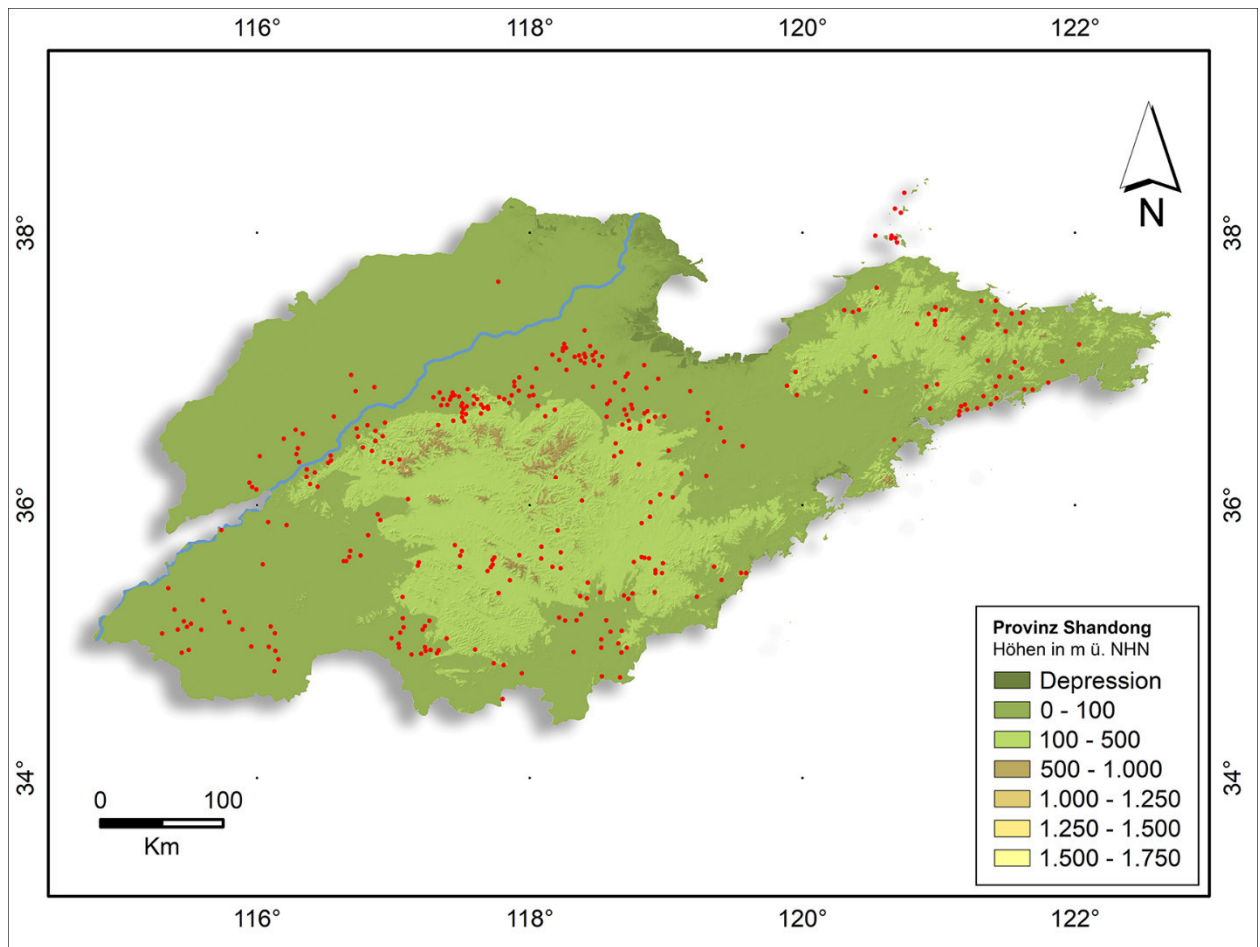 116° 118° 120° 122°
38° 38°
N
36° 36°
34° 34°
0 100
Km
Provinz Shandong
Höhen in m ü. NHN
Depression
0 - 100
100 - 500
500 - 1.000
1.000 - 1.250
1.250 - 1.500
1.500 - 1.750
116° 118° 120° 122°